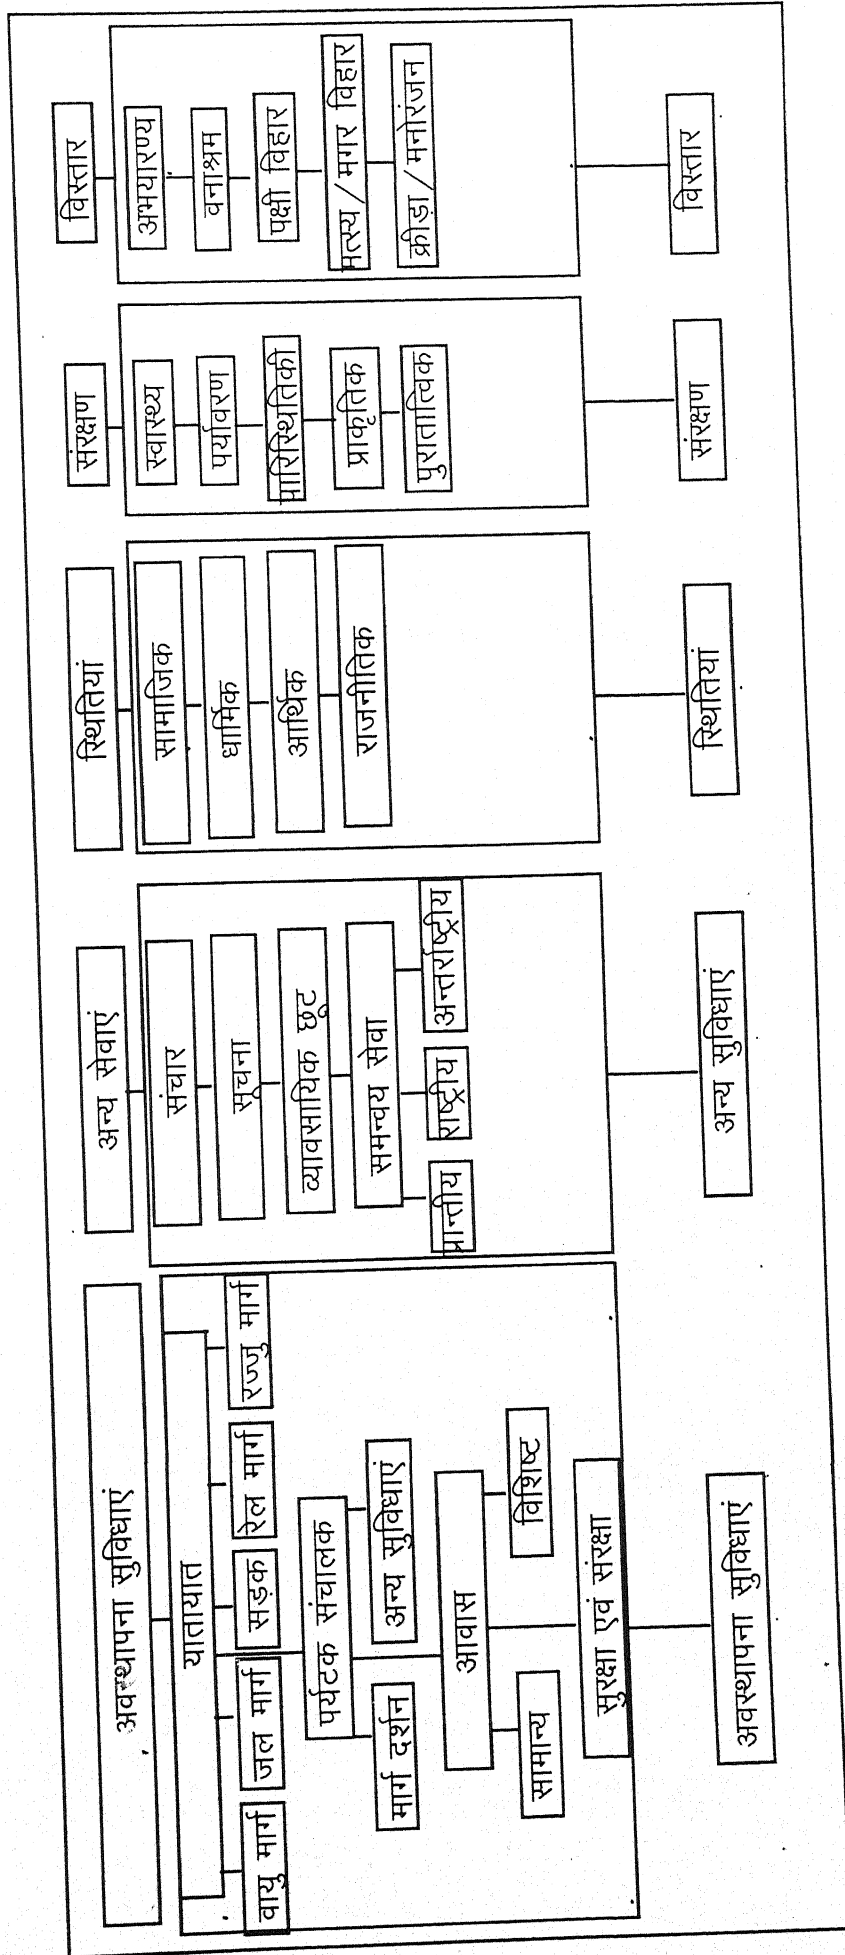 अवस्थापना सुविधाएं
यातायात
वायु मार्ग
जल मार्ग
सड़क
रेल मार्ग
रज्जु मार्ग
पर्यटक संचालक
मार्ग दर्शन
अन्य सुविधाएं
आवास
सामान्य
विशिष्ट
सुरक्षा एवं संरक्षा
अवस्थापना सुविधाएं
अन्य सेवाएं
संचार
सूचना
व्यावसायिक छूट
समन्वय सेवा
प्रान्तीय
राष्ट्रीय
अन्तर्राष्ट्रीय
अन्य सुविधाएं
स्थितियां
सामाजिक
धार्मिक
आर्थिक
राजनीतिक
स्थितियां
संरक्षण
स्वास्थ्य
पर्यावरण
पारिस्थितिकी
प्राकृतिक
पुरातात्विक
संरक्षण
विस्तार
अभयारण्य
वनाश्रम
पक्षी विहार
मत्स्य / मगर विहार
क्रीडा / मनोरंजन
विस्तार